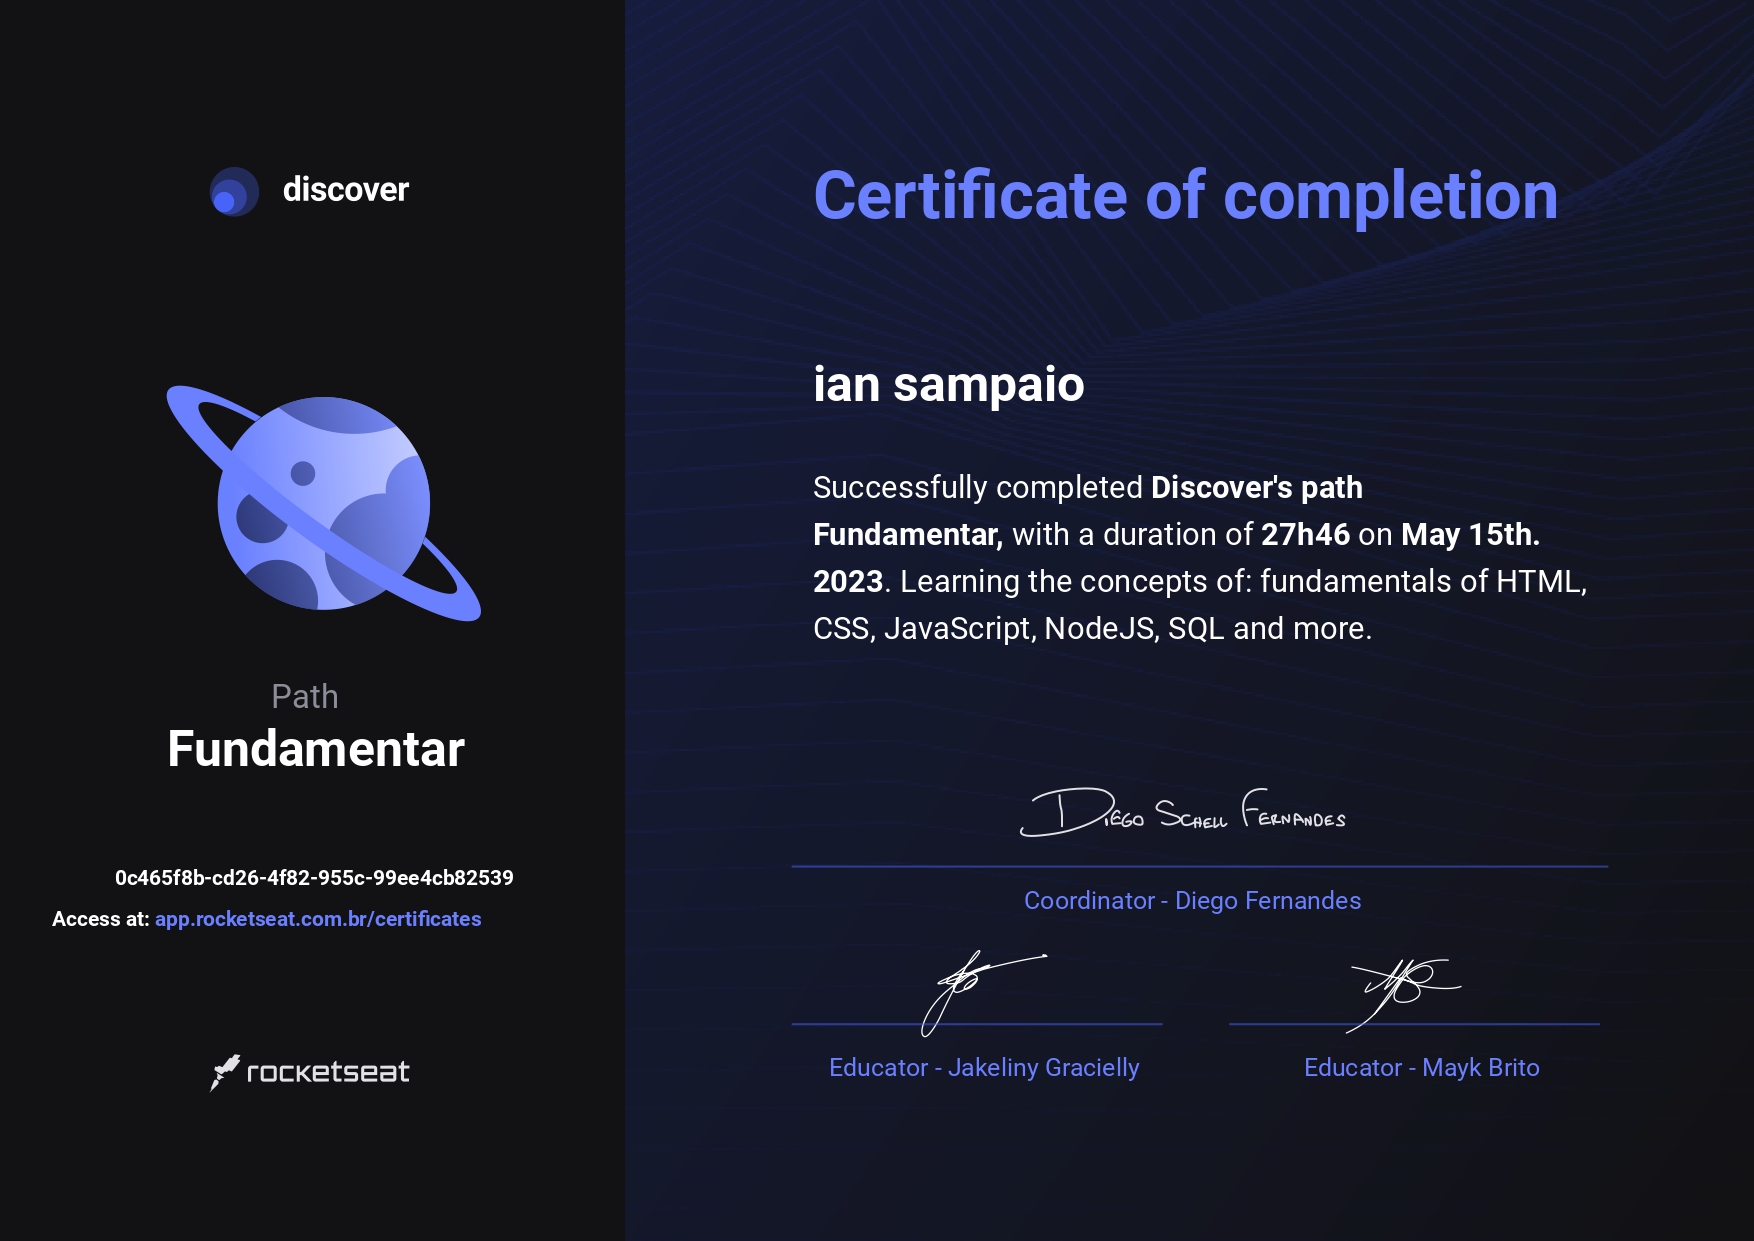 discover
Path
Fundamentar
0c465f8b-cd26-4f82-955c-99ee4cb82539
Access at: app.rocketseat.com.br/certificates
rocketseat
Certificate of completion
ian sampaio
Successfully completed Discover's path
Fundamentar, with a duration of 27h46 on May 15th.
2023. Learning the concepts of: fundamentals of HTML,
CSS, JavaScript, NodeJS, SQL and more.
Diego Schell Fernandes
Coordinator - Diego Fernandes
Educator - Jakeliny Gracielly
Educator - Mayk Brito